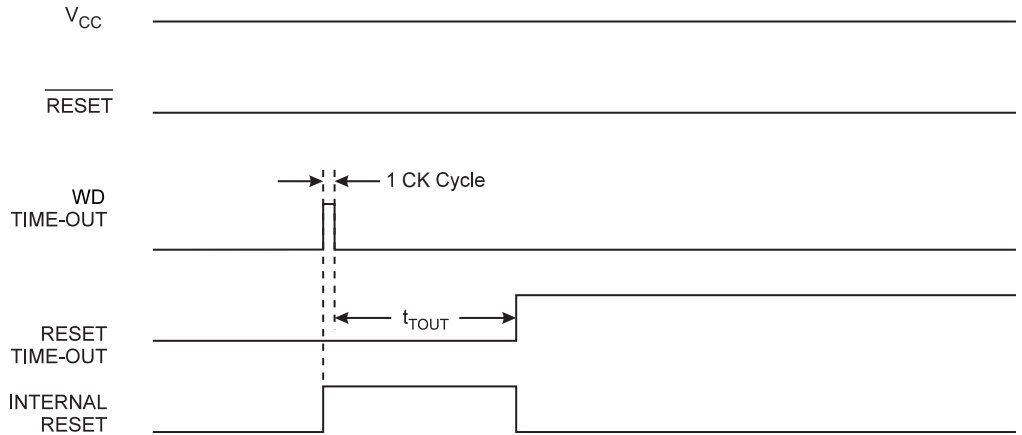 VCC
RESET
1 CK Cycle
WD
TIME-OUT
tTOUT
RESET
TIME-OUT
INTERNAL
RESET